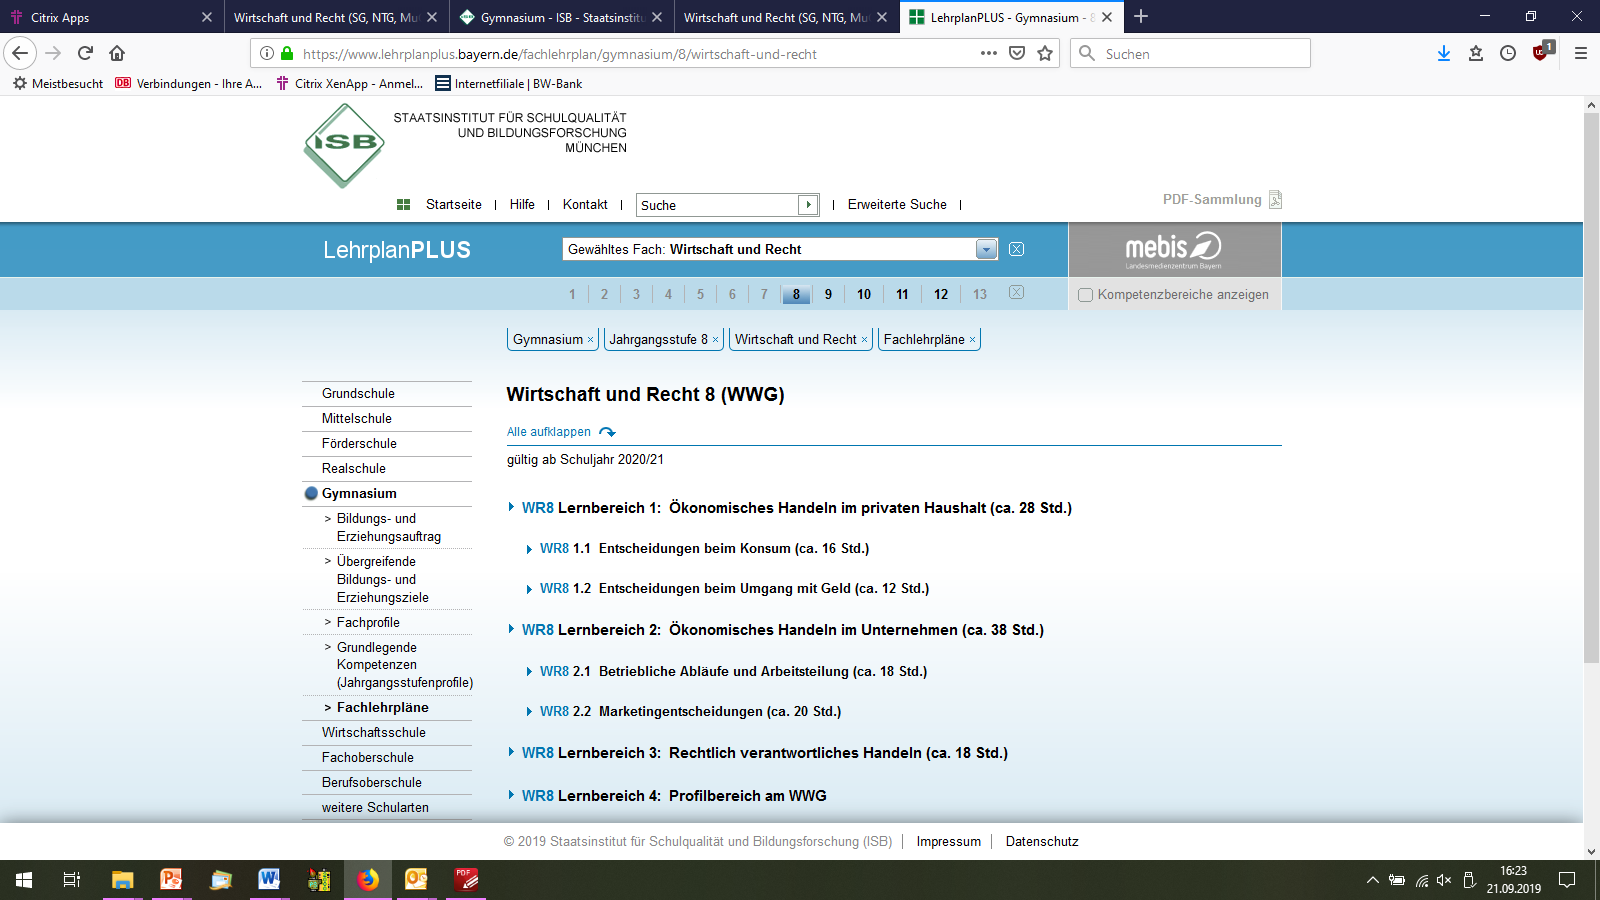 Citrix Apps
Wirtschaft und Recht (SG, NTG, Mu
Gymnasium - ISB - Staatsinstitu
Wirtschaft und Recht (SG, NTG, Mu
LehrplanPLUS - Gymnasium - 8
https://www.lehrplanplus.bayern.de/fachlehrplan/gymnasium/8/wirtschaft-und-recht
Suchen
1
Meistbesucht
DB Verbindungen - Ihre A...
Citrix XenApp - Anmel...
Internetfiliale | BW-Bank
ISB
STAATSINSTITUT FÜR SCHULQUALITÄT
UND BILDUNGSFORSCHUNG
MÜNCHEN
Startseite | Hilfe | Kontakt | Suche | Erweiterte Suche |
PDF-Sammlung
LehrplanPLUS
Gewähltes Fach: Wirtschaft und Recht
mebis
Landesmedienzentrum Bayern
1 | 2 | 3 | 4 | 5 | 6 | 7 | 8 | 9 | 10 | 11 | 12 | 13
Kompetenzbereiche anzeigen
Gymnasium × Jahrgangsstufe 8 × Wirtschaft und Recht × Fachlehrpläne ×
Grundschule
Mittelschule
Förderschule
Realschule
Gymnasium
> Bildungs- und
Erziehungsauftrag
> Übergreifende
Bildungs- und
Erziehungsziele
> Fachprofile
> Grundlegende
Kompetenzen
(Jahrgangsstufenprofile)
> Fachlehrpläne
Wirtschaftsschule
Fachoberschule
Berufsoberschule
weitere Schularten
Wirtschaft und Recht 8 (WWG)
Alle aufklappen
gültig ab Schuljahr 2020/21
WR8 Lernbereich 1: Ökonomisches Handeln im privaten Haushalt (ca. 28 Std.)
WR8 1.1 Entscheidungen beim Konsum (ca. 16 Std.)
WR8 1.2 Entscheidungen beim Umgang mit Geld (ca. 12 Std.)
WR8 Lernbereich 2: Ökonomisches Handeln im Unternehmen (ca. 38 Std.)
WR8 2.1 Betriebliche Abläufe und Arbeitsteilung (ca. 18 Std.)
WR8 2.2 Marketingentscheidungen (ca. 20 Std.)
WR8 Lernbereich 3: Rechtlich verantwortliches Handeln (ca. 18 Std.)
WR8 Lernbereich 4: Profilbereich am WWG
© 2019 Staatsinstitut für Schulqualität und Bildungsforschung (ISB) | Impressum | Datenschutz
PDF
16:23
21.09.2019